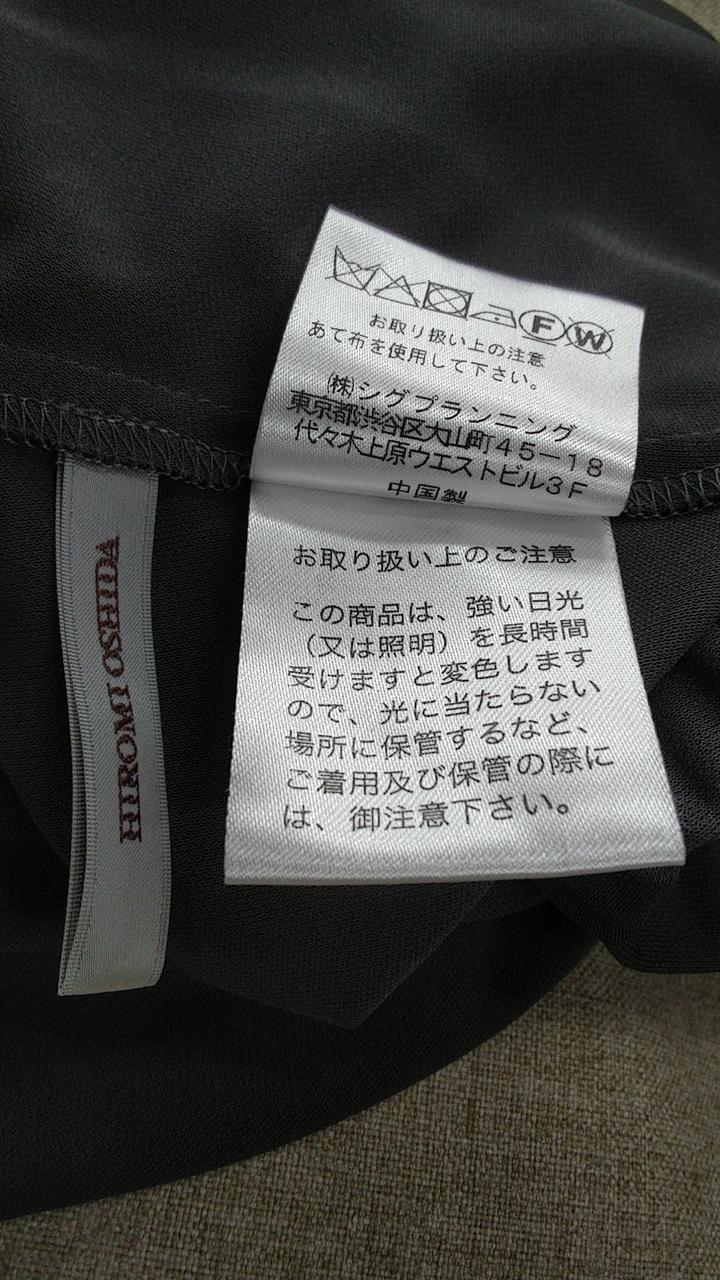 F W
お取り扱い上の注意
あて布を使用して下さい。
㈱シグプランニング
東京都渋谷区大山町45-18
代々木上原ウエストビル3F
中国製
お取り扱い上のご注意
この商品は、強い日光
（又は照明）を長時間
受けますと変色します
ので、光に当たらない
場所に保管するなど、
ご着用及び保管の際に
は、御注意下さい。
HIROMI OSHIDA